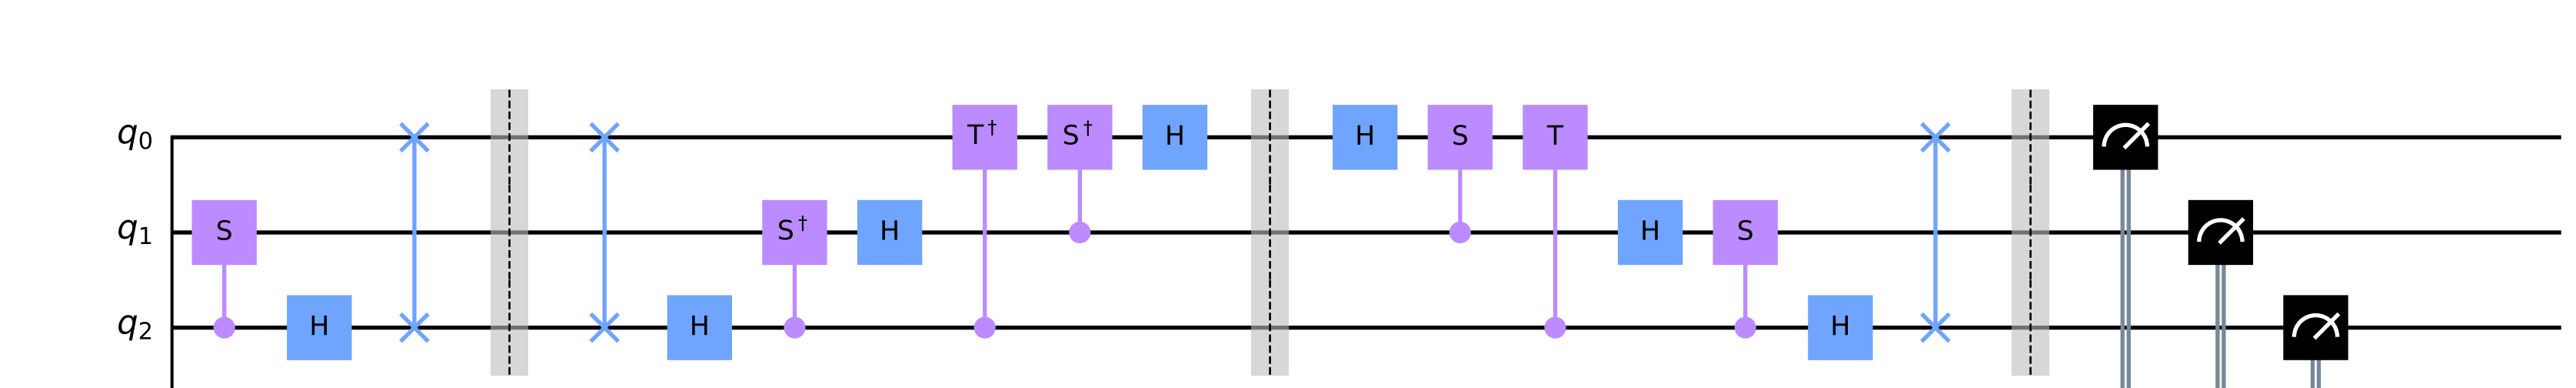 q0 T† S† H H S T
q1 S S† H H S
q2 H H H